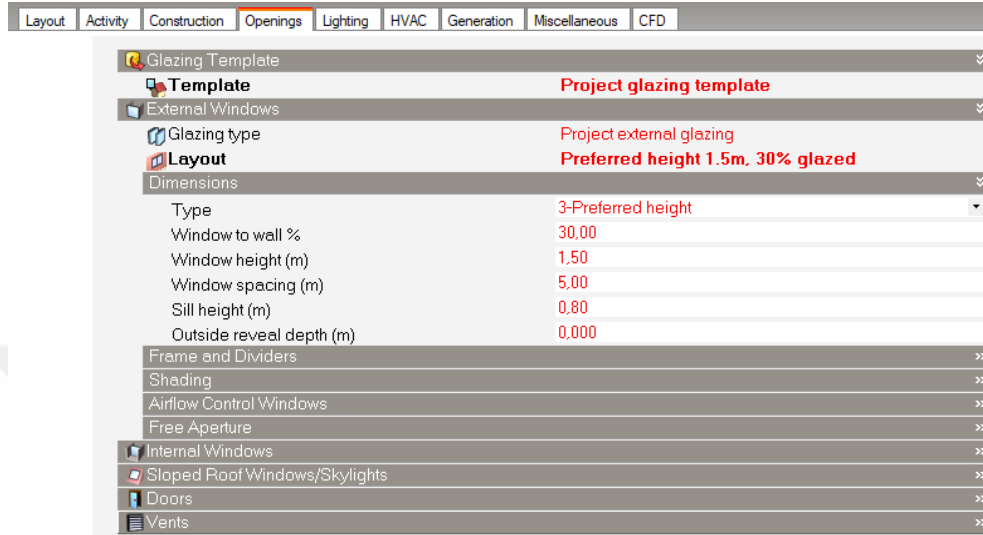 Layout Activity Construction Openings Lighting HVAC Generation Miscellaneous CFD
Glazing Template
Template Project glazing template
External Windows
Glazing type Project external glazing
Layout Preferred height 1.5m, 30% glazed
Dimensions
Type 3-Preferred height
Window to wall % 30,00
Window height (m) 1,50
Window spacing (m) 5,00
Sill height (m) 0,80
Outside reveal depth (m) 0,000
Frame and Dividers
Shading
Airflow Control Windows
Free Aperture
Internal Windows
Sloped Roof Windows/Skylights
Doors
Vents